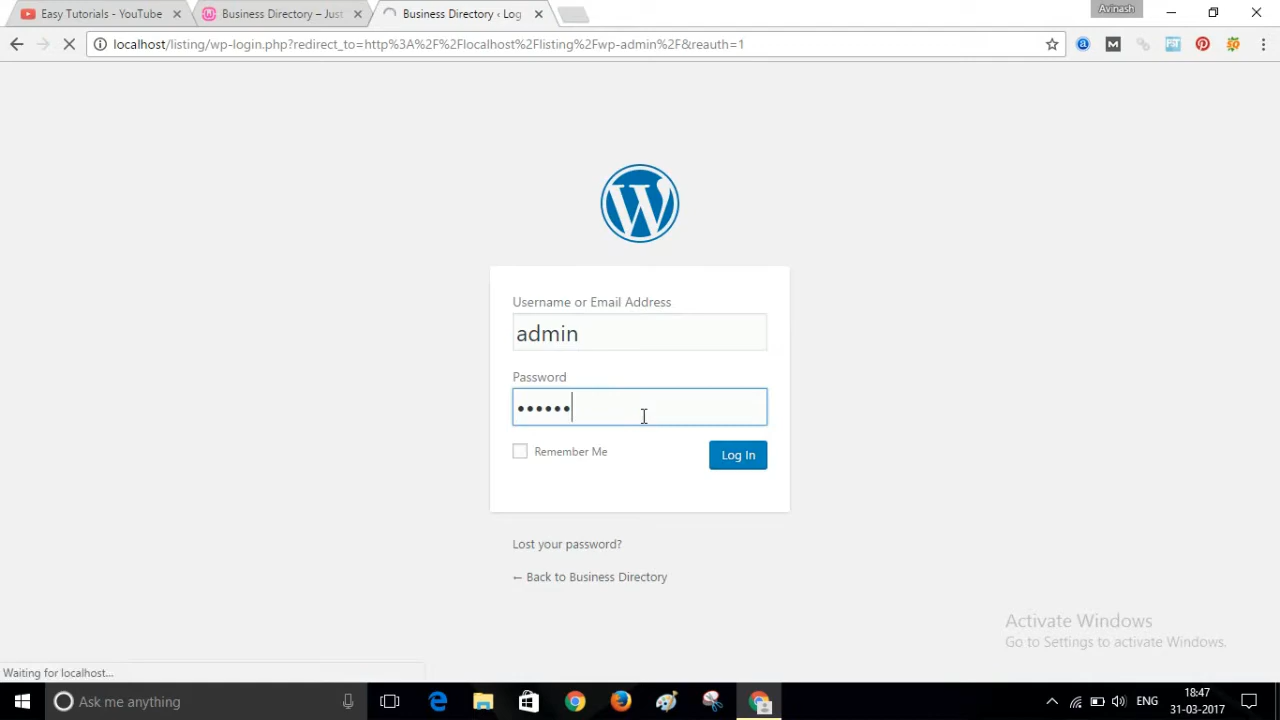 Easy Tutorials - YouTube
Business Directory – Just
Business Directory ‹ Log
Avinash
localhost/listing/wp-login.php?redirect_to=http%3A%2F%2Flocalhost%2Flisting%2Fwp-admin%2F&reauth=1
Username or Email Address
admin
Password
••••••
Remember Me
Log In
Lost your password?
← Back to Business Directory
Activate Windows
Go to Settings to activate Windows.
Waiting for localhost...
Ask me anything
ENG
18:47
31-03-2017